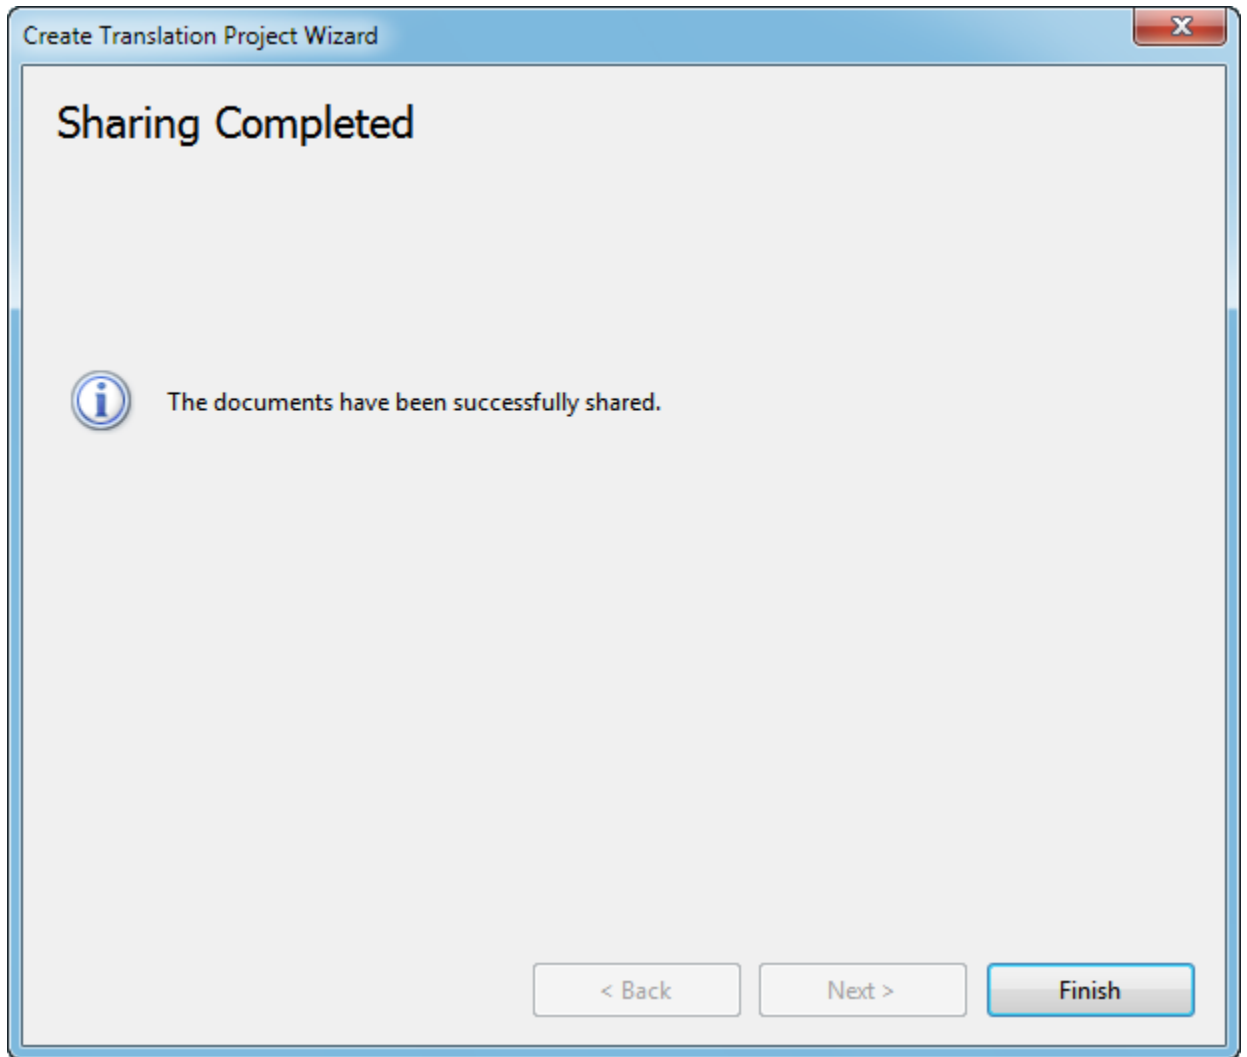 Create Translation Project Wizard
Sharing Completed
The documents have been successfully shared.
< Back
Next >
Finish